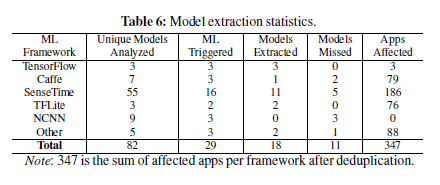 Table 6: Model extraction statistics.
ML Framework Unique Models Analyzed ML Triggered Models Extracted Models Missed Apps Affected
TensorFlow 3 3 3 0 3
Caffe 7 3 1 2 79
SenseTime 55 16 11 5 186
TFLite 3 2 2 0 76
NCNN 9 3 0 3 0
Other 5 3 2 1 88
Total 82 29 18 11 347
Note: 347 is the sum of affected apps per framework after deduplication.